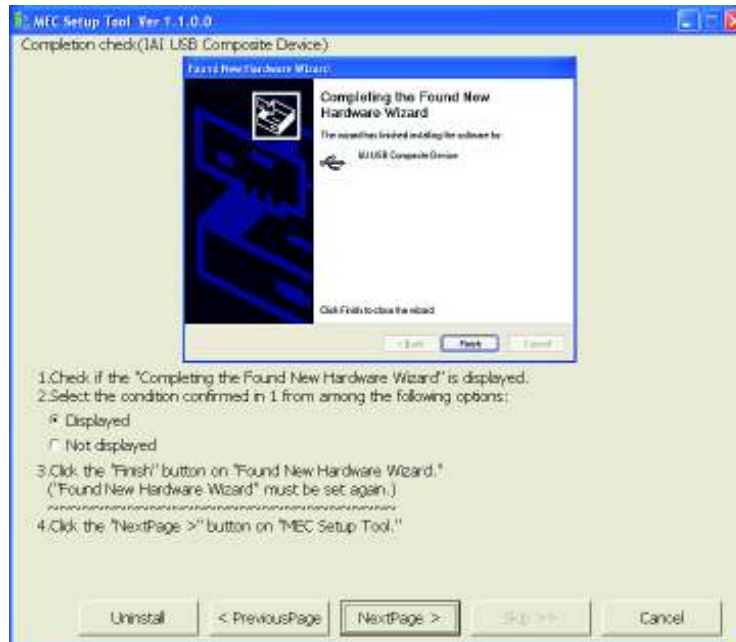 MEC Setup Tool Ver 1.1.0.0
Completion check(IAI USB Composite Device)
Found New Hardware Wizard
Completing the Found New
Hardware Wizard
The wizard has finished installing the software for:
IAI USB Composite Device
Click Finish to close the wizard.
< Back Finish Cancel
1.Check if the "Completing the Found New Hardware Wizard" is displayed.
2.Select the condition confirmed in 1 from among the following options:
Displayed
Not displayed
3.Click the "Finish" button on "Found New Hardware Wizard."
("Found New Hardware Wizard" must be set again.)
~~~~~~~~~~~~~~~~~~~~~~~~~~~~~~~~~~~~~~~~
4.Click the "NextPage >" button on "MEC Setup Tool."
Uninstall < PreviousPage NextPage > Skip >> Cancel